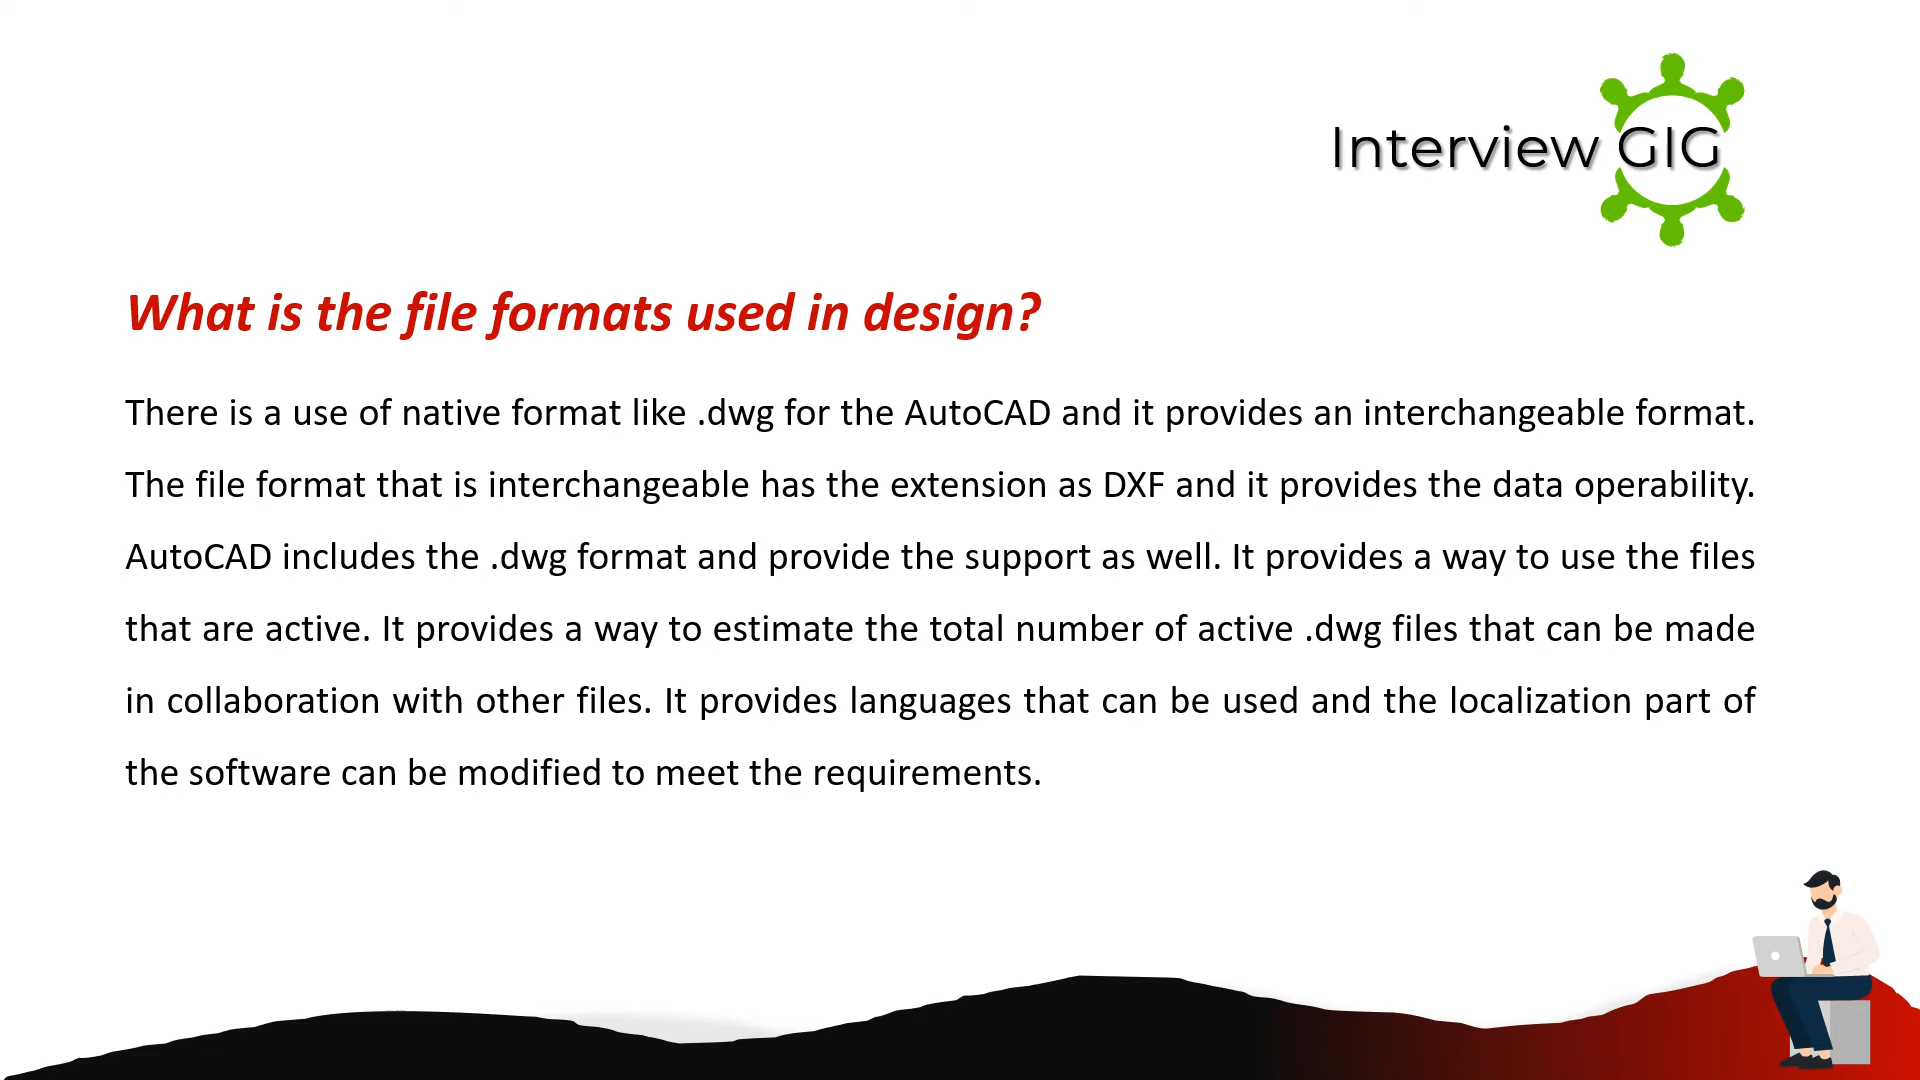 Interview GIG
What is the file formats used in design?
There is a use of native format like .dwg for the AutoCAD and it provides an interchangeable format.
The file format that is interchangeable has the extension as DXF and it provides the data operability.
AutoCAD includes the .dwg format and provide the support as well. It provides a way to use the files
that are active. It provides a way to estimate the total number of active .dwg files that can be made
in collaboration with other files. It provides languages that can be used and the localization part of
the software can be modified to meet the requirements.